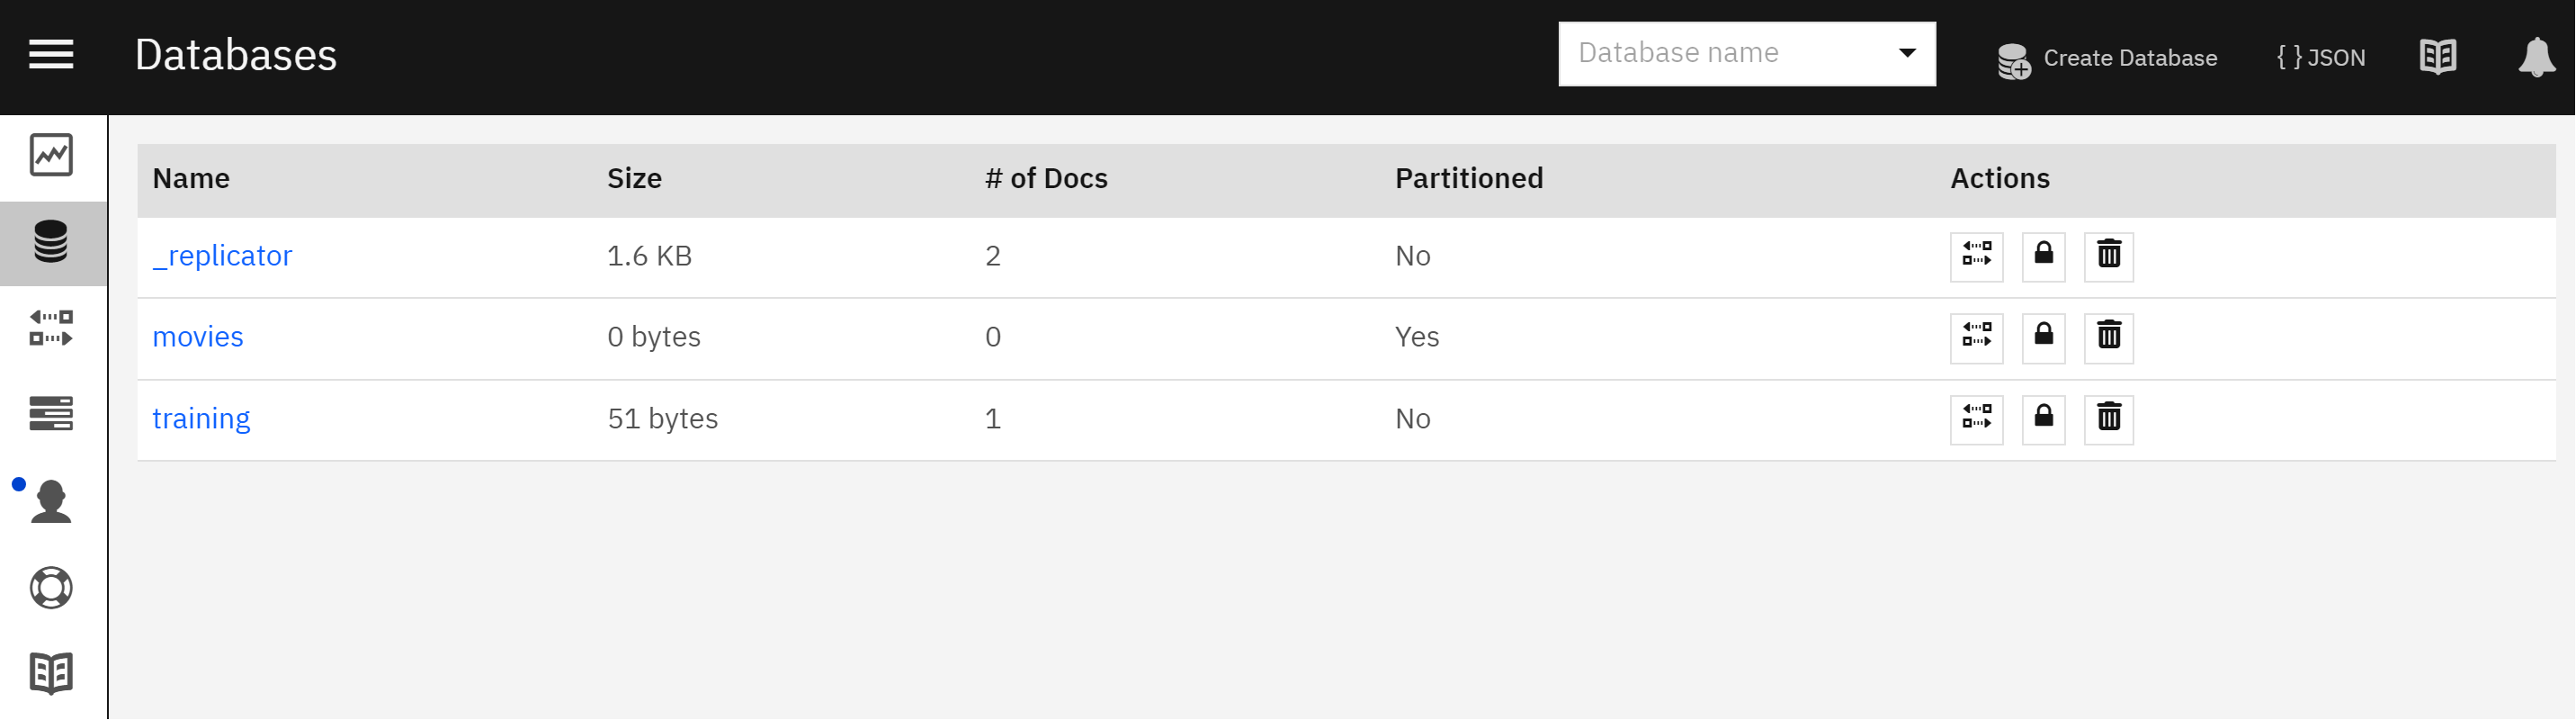 Databases
Database name
Create Database
{ } JSON
Name Size # of Docs Partitioned Actions
_replicator 1.6 KB 2 No
movies 0 bytes 0 Yes
training 51 bytes 1 No